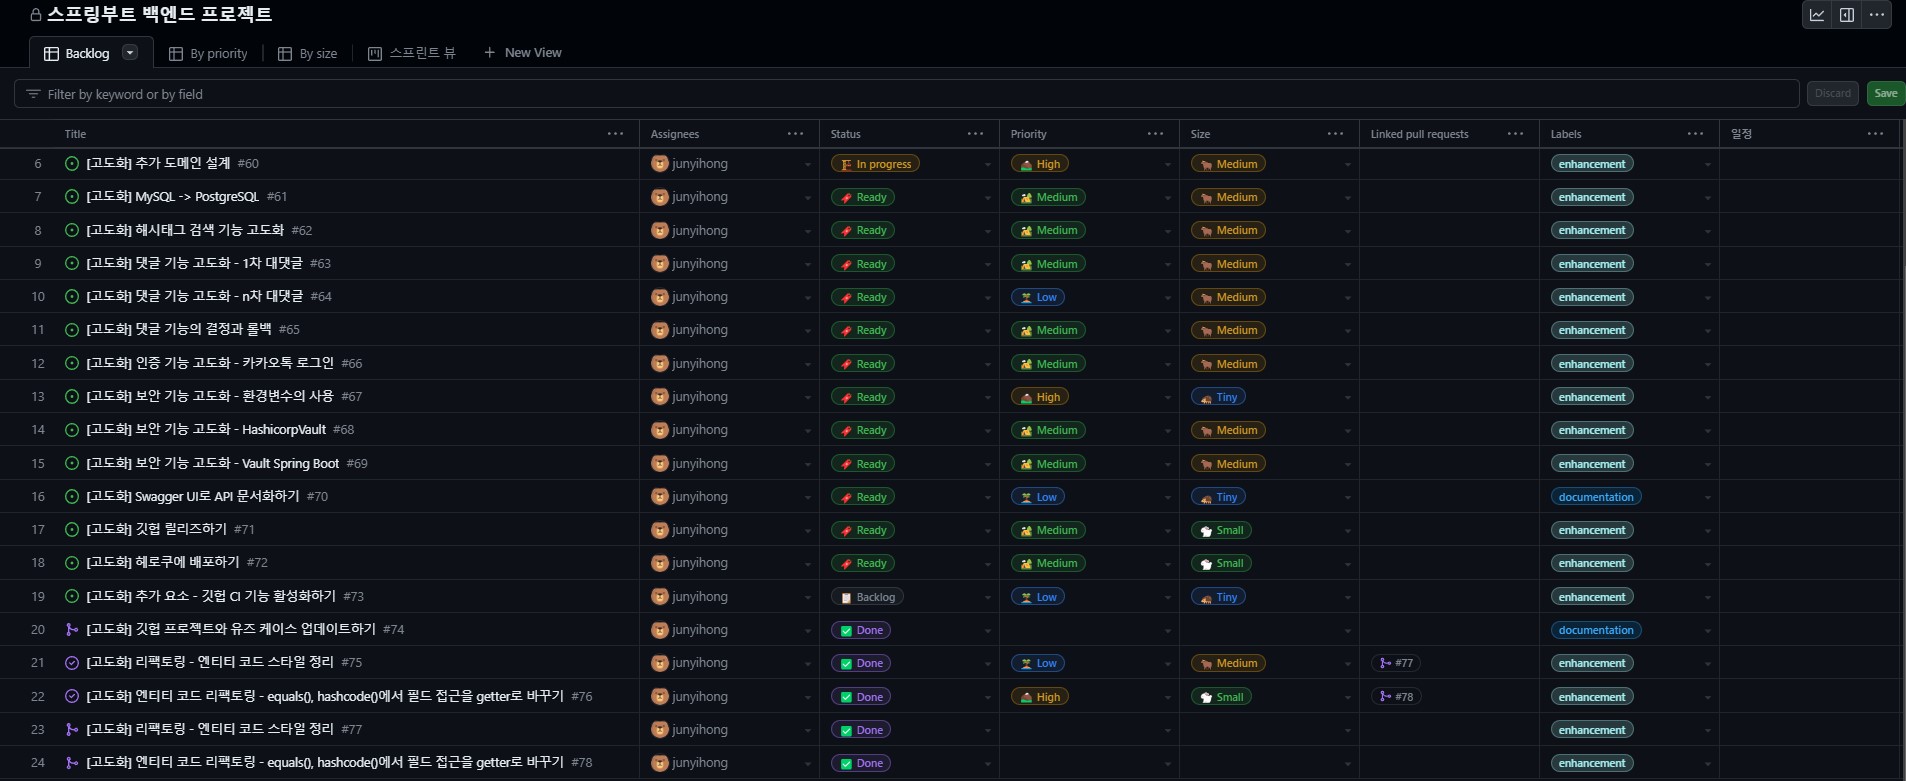 스프링부트 백엔드 프로젝트
Backlog By priority By size 스프린트 뷰 New View
Filter by keyword or by field Discard Save
Title Assignees Status Priority Size Linked pull requests Labels 일정
6 [고도화] 추가 도메인 설계 #60 junyihong In progress High Medium enhancement
7 [고도화] MySQL -> PostgreSQL #61 junyihong Ready Medium Medium enhancement
8 [고도화] 해시태그 검색 기능 고도화 #62 junyihong Ready Medium Medium enhancement
9 [고도화] 댓글 기능 고도화 - 1차 대댓글 #63 junyihong Ready Medium Medium enhancement
10 [고도화] 댓글 기능 고도화 - n차 대댓글 #64 junyihong Ready Low Medium enhancement
11 [고도화] 댓글 기능의 결정과 롤백 #65 junyihong Ready Medium Medium enhancement
12 [고도화] 인증 기능 고도화 - 카카오톡 로그인 #66 junyihong Ready Medium Medium enhancement
13 [고도화] 보안 기능 고도화 - 환경변수의 사용 #67 junyihong Ready High Tiny enhancement
14 [고도화] 보안 기능 고도화 - HashicorpVault #68 junyihong Ready Medium Medium enhancement
15 [고도화] 보안 기능 고도화 - Vault Spring Boot #69 junyihong Ready Medium Medium enhancement
16 [고도화] Swagger UI로 API 문서화하기 #70 junyihong Ready Low Tiny documentation
17 [고도화] 깃헙 릴리즈하기 #71 junyihong Ready Medium Small enhancement
18 [고도화] 헤로쿠에 배포하기 #72 junyihong Ready Medium Small enhancement
19 [고도화] 추가 요소 - 깃헙 CI 기능 활성화하기 #73 junyihong Backlog Low Tiny enhancement
20 [고도화] 깃헙 프로젝트와 유즈 케이스 업데이트하기 #74 junyihong Done documentation
21 [고도화] 리팩토링 - 엔티티 코드 스타일 정리 #75 junyihong Done Low Medium #77 enhancement
22 [고도화] 엔티티 코드 리팩토링 - equals(), hashcode()에서 필드 접근을 getter로 바꾸기 #76 junyihong Done High Small #78 enhancement
23 [고도화] 리팩토링 - 엔티티 코드 스타일 정리 #77 junyihong Done enhancement
24 [고도화] 엔티티 코드 리팩토링 - equals(), hashcode()에서 필드 접근을 getter로 바꾸기 #78 junyihong Done enhancement